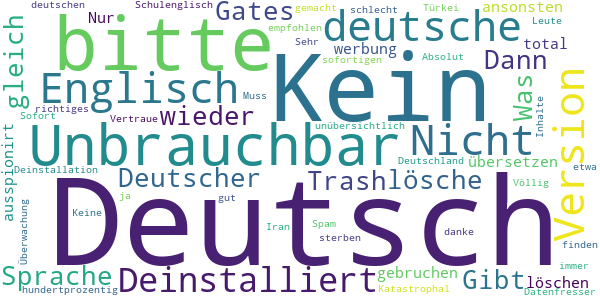 deutschen
gemacht
Schulenglisch
Gates
schlecht
Türkei
ansonsten
Nur
empfohlen
Leute
bitte
deutsche
Sehr
werbung
Absolut
total
sofortigen
Dann
gleich
Englisch
Kein
Was
richtiges
Muss
Sofort
Vertraue
wieder
Inhalte
Version
unübersichtlich
Nicht
Unbrauchbar
ausspioniert
Deinstallation
Deutschland
übersetzen
etwa
Deutscher
Trash
lösche
Völlig
Deutsch
ja
gut
Überwachung
Keine
Iran
Spam
danke
sterben
finden
immer
Sprache
Deinstalliert
gebruchen
Gibt
löschen
hundertprozentig
Katastrophal
Datenfresser